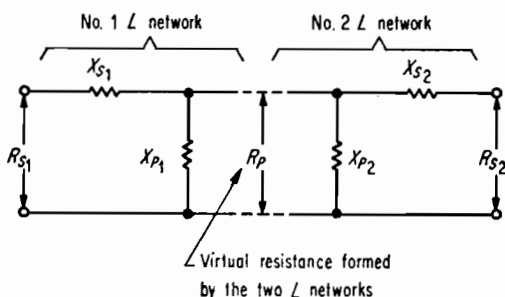 No. 1 L network
No. 2 L network
XS1
XS2
RS1
XP1
RP
XP2
RS2
Virtual resistance formed
by the two L networks